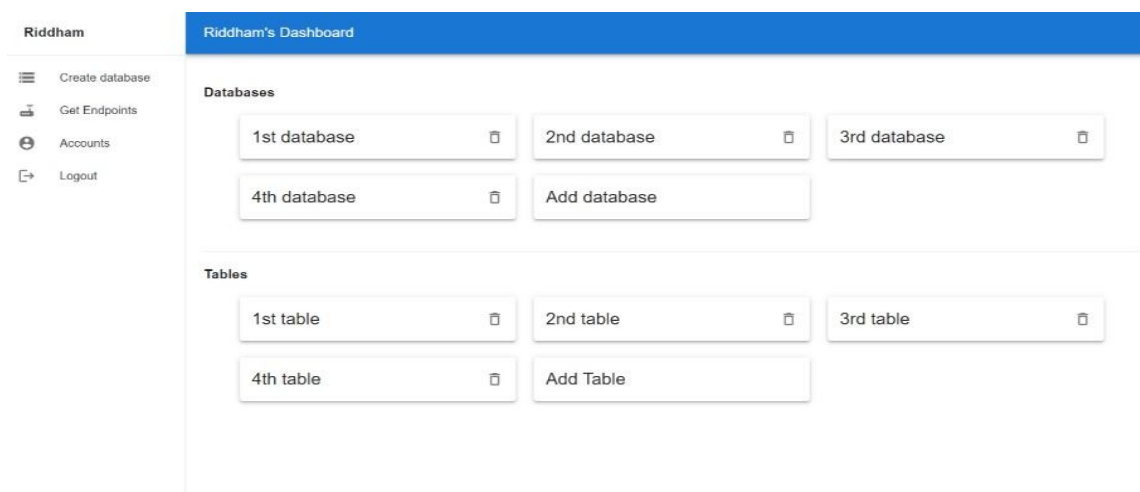 Riddham
Riddham's Dashboard
Create database
Get Endpoints
Accounts
Logout
Databases
1st database
2nd database
3rd database
4th database
Add database
Tables
1st table
2nd table
3rd table
4th table
Add Table